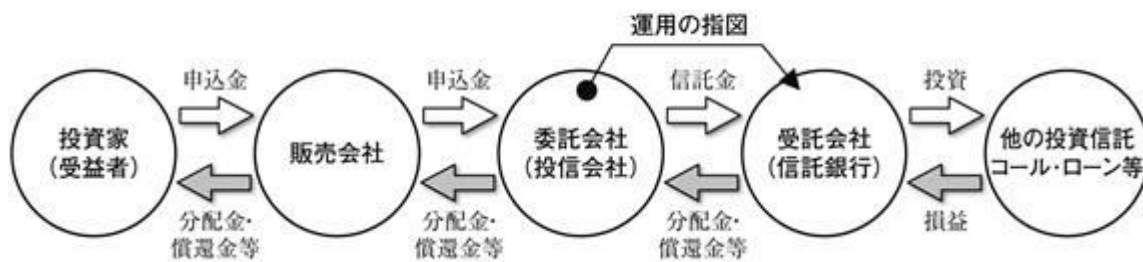 運用の指図
申込金
申込金
信託金
投資
投資家
(受益者)
販売会社
委託会社
(投信会社)
受託会社
(信託銀行)
他の投資信託
コール・ローン等
分配金・
償還金等
分配金・
償還金等
分配金・
償還金等
損益